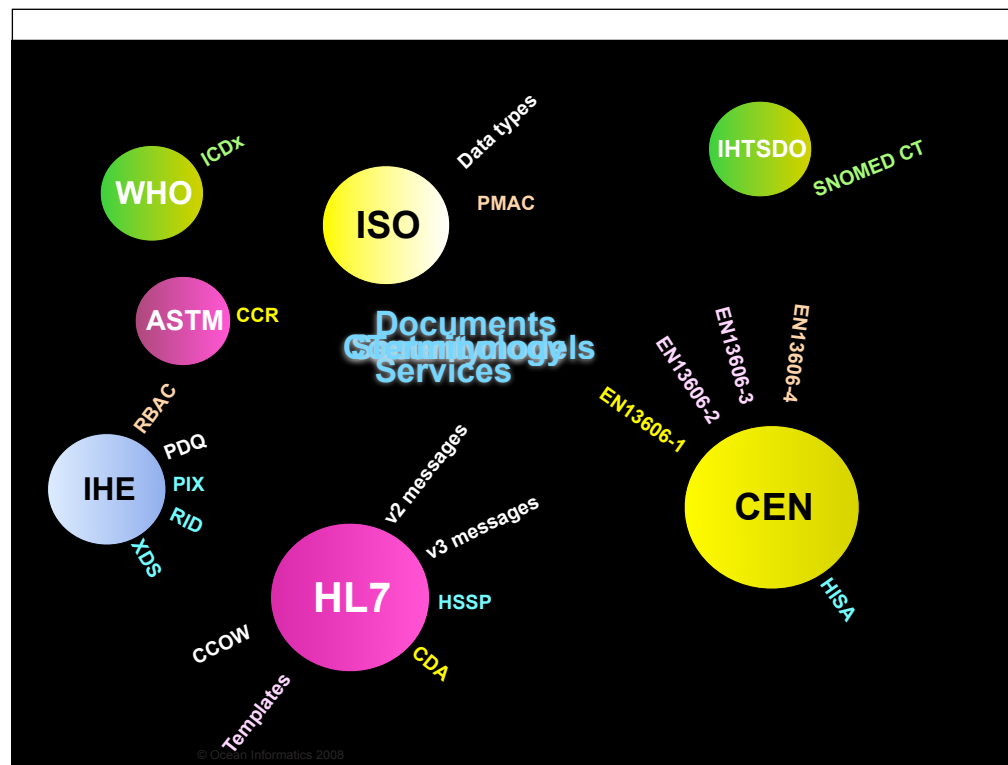 Data types
IHTSDO
SNOMED CT
ICDx
WHO
ISO
PMAC
ASTM
CCR
Documents
Services
EN13606-1
EN13606-2
EN13606-3
EN13606-4
RBAC
PDQ
IHE
PIX
RID
XDS
CEN
HISA
v2 messages
v3 messages
HL7
HSSP
CDA
CCOW
Templates
© Ocean Informatics 2008